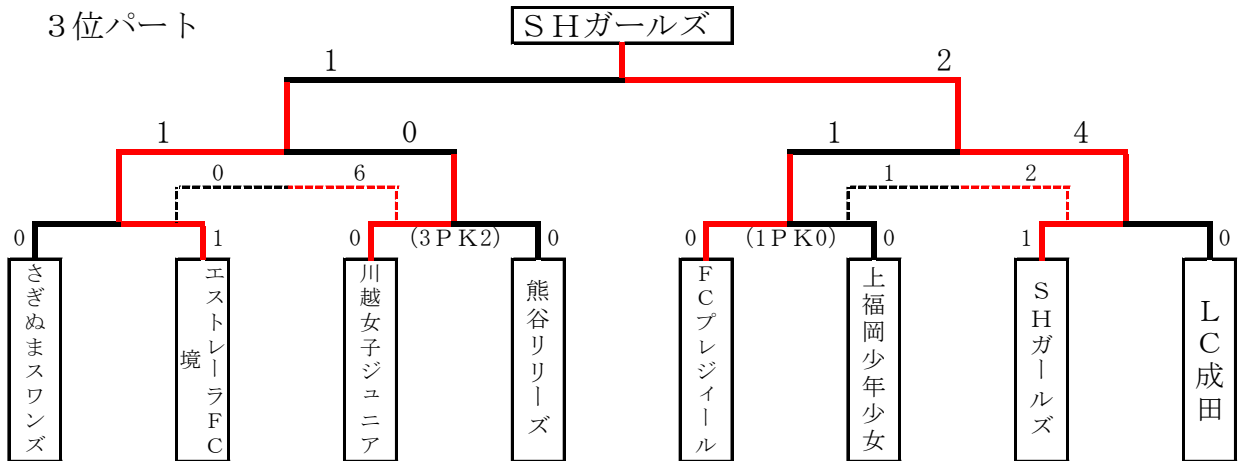 ３位パート
ＳＨガールズ
1
2
1
0
1
4
0
6
1
2
0
1
0
(3ＰＫ2)
0
0
(1ＰＫ0)
0
1
0
さぎぬまスワンズ
エストレーラFC
境
川越女子ジュニア
熊谷リリーズ
FCプレジィール
上福岡少年少女
SHガールズ
LC成田